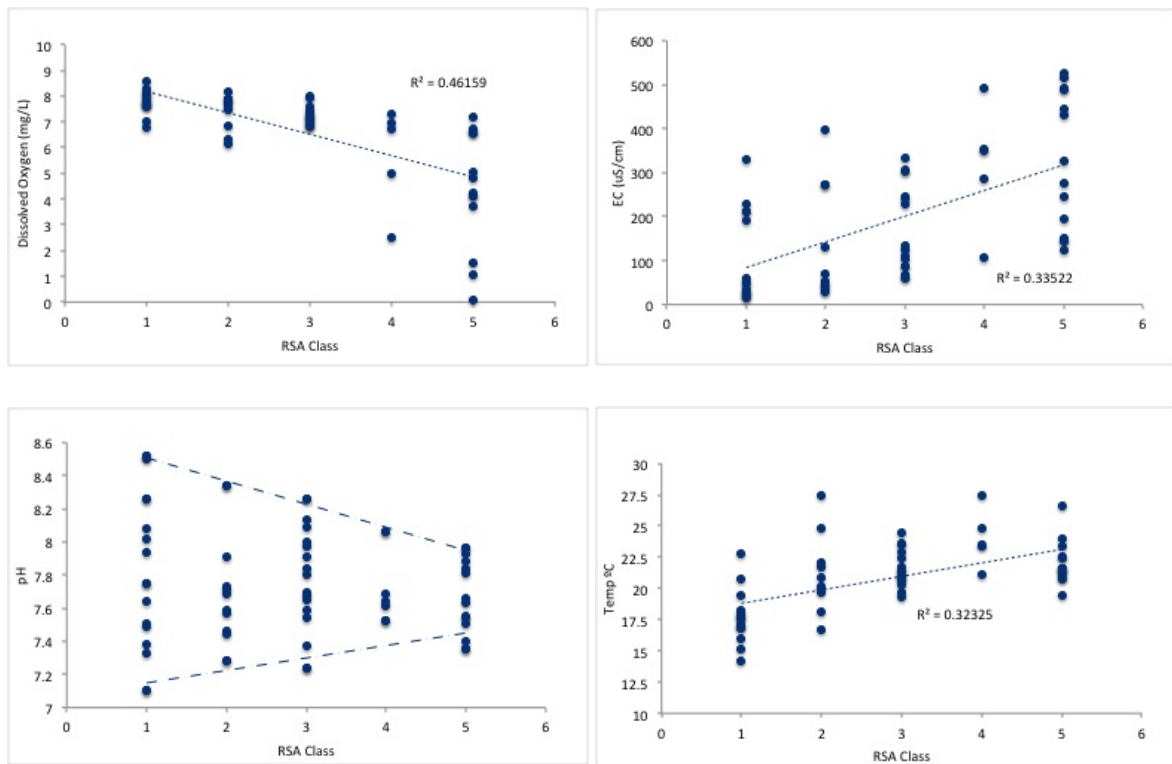 Dissolved Oxygen (mg/L)
10
9
8
7
6
5
4
3
2
1
0
R² = 0.46159
0 1 2 3 4 5 6
RSA Class
EC (uS/cm)
600
500
400
300
200
100
0
R² = 0.33522
0 1 2 3 4 5 6
RSA Class
pH
8.6
8.4
8.2
8
7.8
7.6
7.4
7.2
7
0 1 2 3 4 5 6
RSA Class
Temp ºC
30
27.5
25
22.5
20
17.5
15
12.5
10
R² = 0.32325
0 1 2 3 4 5 6
RSA Class